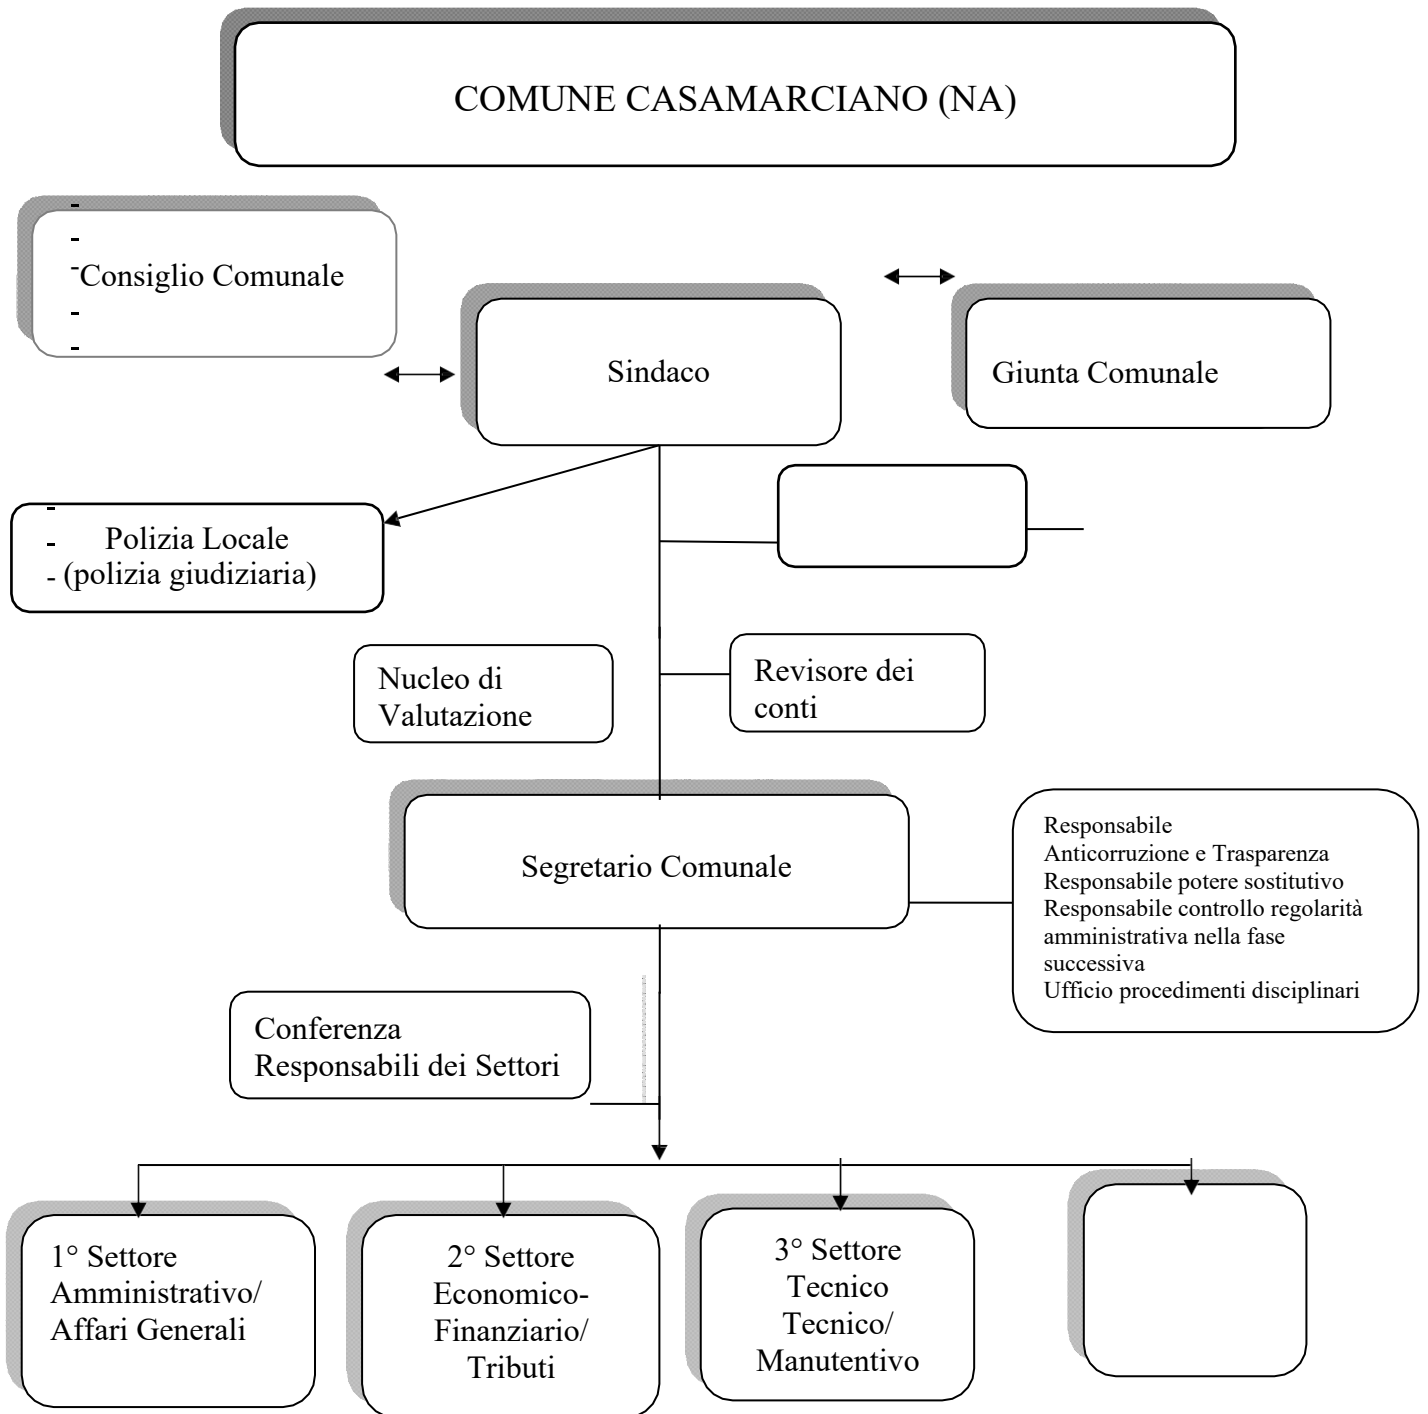 COMUNE CASAMARCIANO (NA)
-
-
-Consiglio Comunale
-
-
Sindaco
Giunta Comunale
-
- Polizia Locale
- (polizia giudiziaria)
Nucleo di
Valutazione
Revisore dei
conti
Segretario Comunale
Responsabile
Anticorruzione e Trasparenza
Responsabile potere sostitutivo
Responsabile controllo regolarità
amministrativa nella fase
successiva
Ufficio procedimenti disciplinari
Conferenza
Responsabili dei Settori
1° Settore
Amministrativo/
Affari Generali
2° Settore
Economico-
Finanziario/
Tributi
3° Settore
Tecnico
Tecnico/
Manutentivo